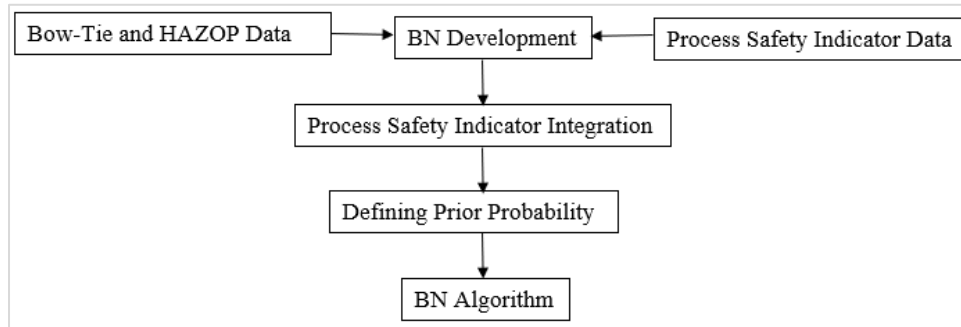 Bow-Tie and HAZOP Data
BN Development
Process Safety Indicator Data
Process Safety Indicator Integration
Defining Prior Probability
BN Algorithm